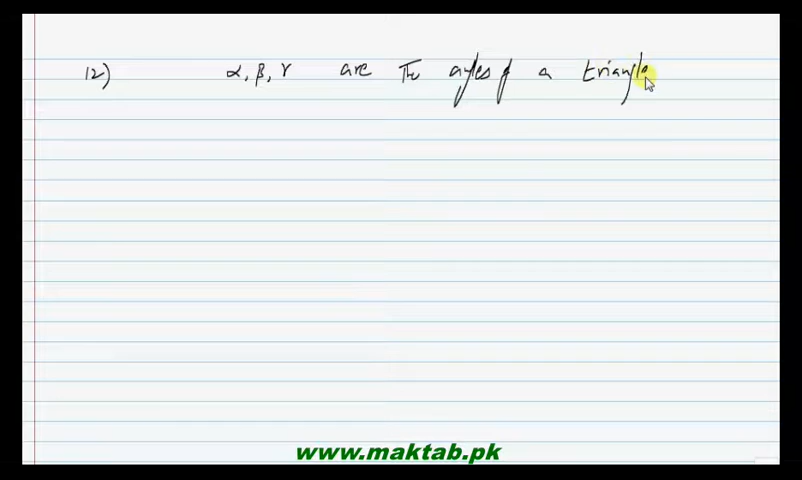 12) α, β, γ are the angles of a triangle
www.maktab.pk